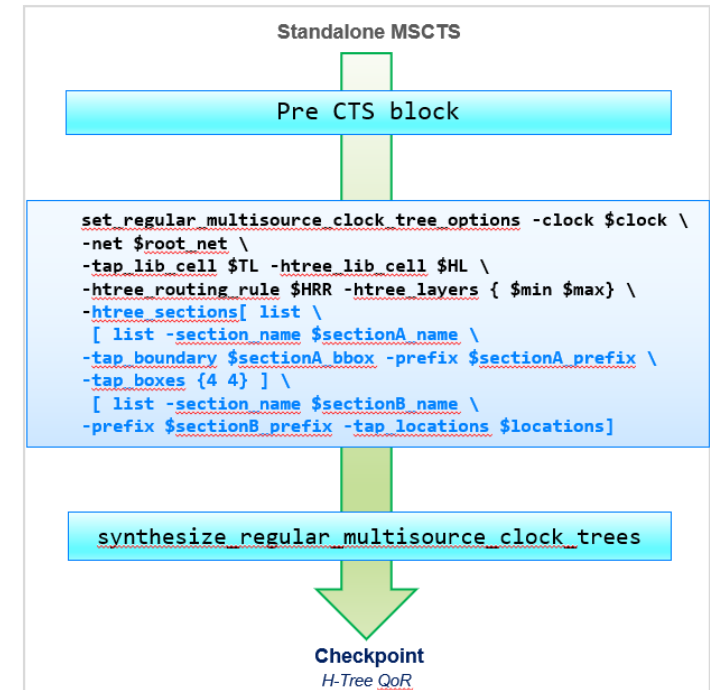 Standalone MSCTS
Pre CTS block
set_regular_multisource_clock_tree_options -clock $clock \
-net $root_net \
-tap_lib_cell $TL -htree_lib_cell $HL \
-htree_routing_rule $HRR -htree_layers { $min $max} \
-htree_sections[ list \
[ list -section_name $sectionA_name \
-tap_boundary $sectionA_bbox -prefix $sectionA_prefix \
-tap_boxes {4 4} ] \
[ list -section_name $sectionB_name \
-prefix $sectionB_prefix -tap_locations $locations]
synthesize_regular_multisource_clock_trees
Checkpoint
H-Tree QoR